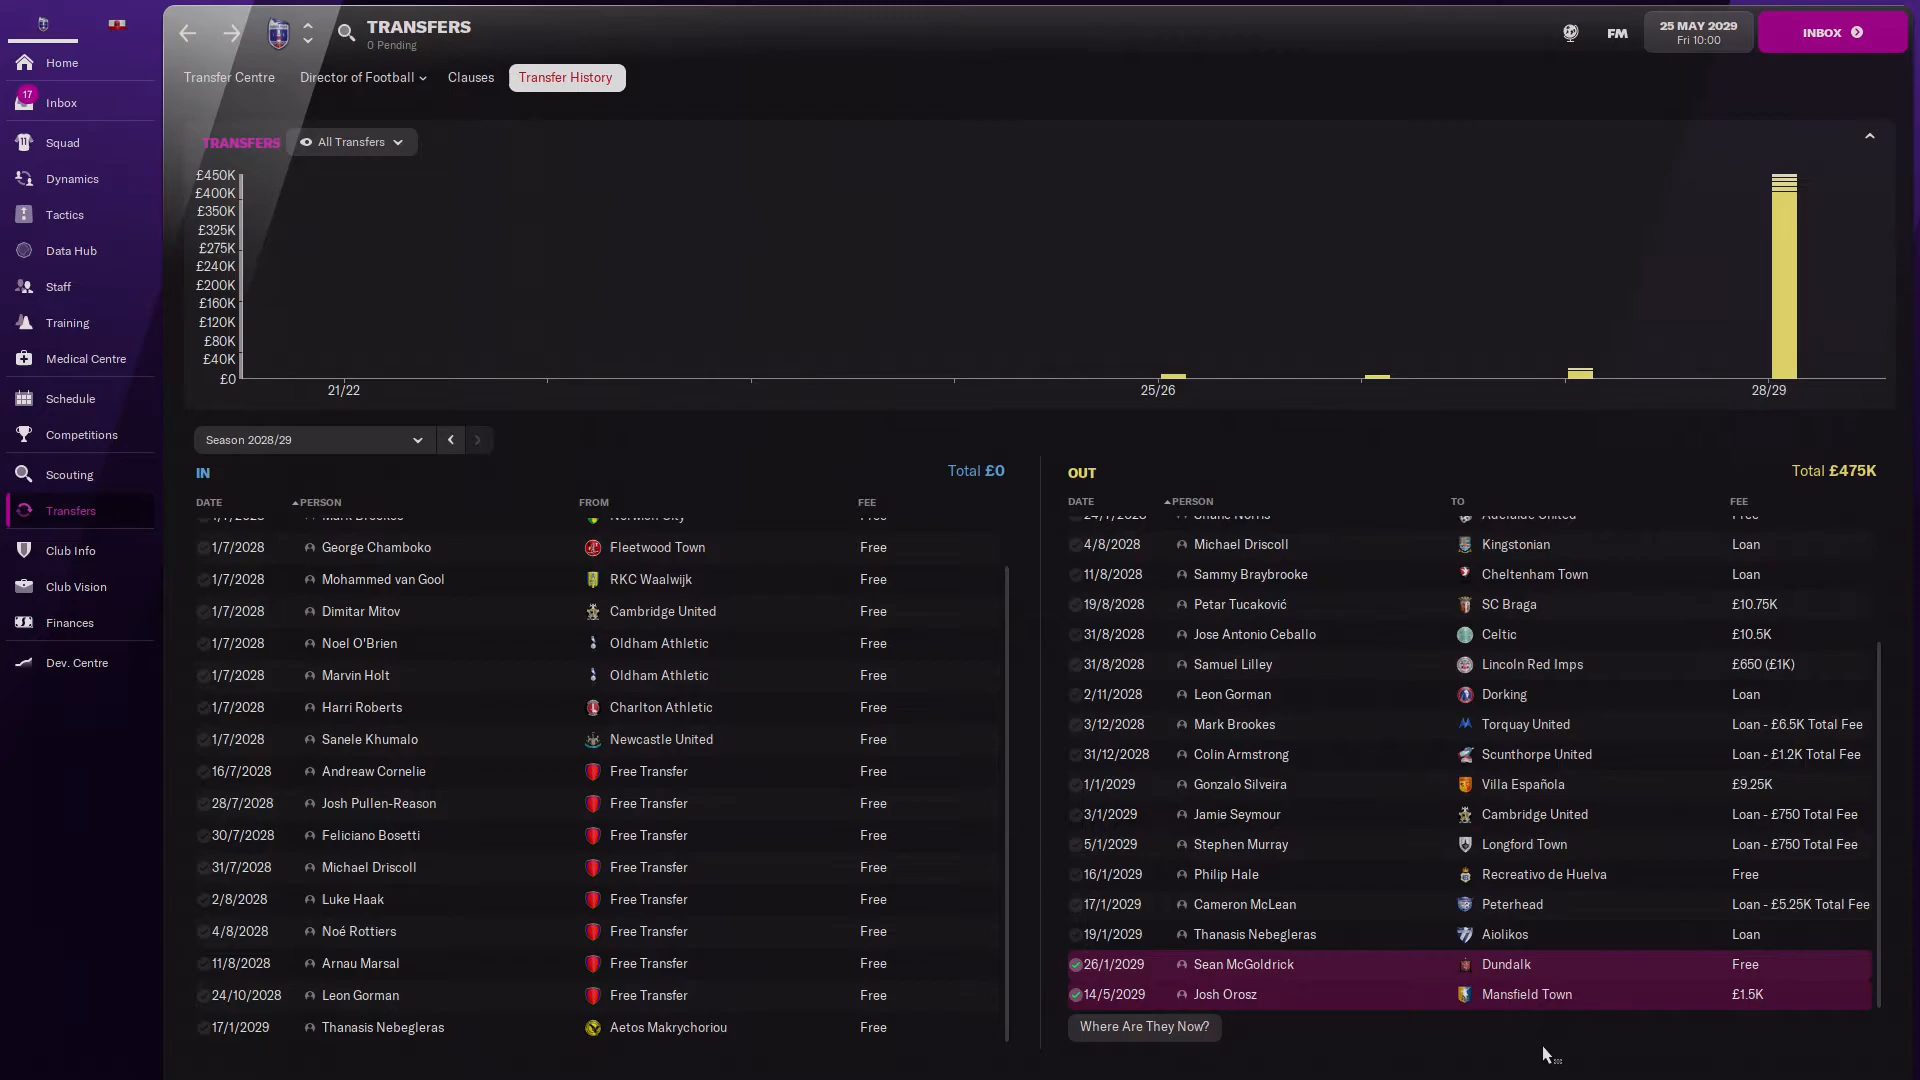 TRANSFERS
0 Pending
FM
25 MAY 2029
Fri 10:00
INBOX
Home
17
Inbox
Squad
Dynamics
Tactics
Data Hub
Staff
Training
Medical Centre
Schedule
Competitions
Scouting
Transfers
Club Info
Club Vision
Finances
Dev. Centre
Transfer Centre
Director of Football
Clauses
Transfer History
TRANSFERS
All Transfers
£450K
£400K
£350K
£325K
£275K
£240K
£200K
£160K
£120K
£80K
£40K
£0
21/22
25/26
28/29
Season 2028/29
IN
Total £0
DATE PERSON FROM FEE
1/7/2028 Mark Brookes Norwich City Free
1/7/2028 George Chamboko Fleetwood Town Free
1/7/2028 Mohammed van Gool RKC Waalwijk Free
1/7/2028 Dimitar Mitov Cambridge United Free
1/7/2028 Noel O'Brien Oldham Athletic Free
1/7/2028 Marvin Holt Oldham Athletic Free
1/7/2028 Harri Roberts Charlton Athletic Free
1/7/2028 Sanele Khumalo Newcastle United Free
16/7/2028 Andreaw Cornelie Free Transfer Free
28/7/2028 Josh Pullen-Reason Free Transfer Free
30/7/2028 Feliciano Bosetti Free Transfer Free
31/7/2028 Michael Driscoll Free Transfer Free
2/8/2028 Luke Haak Free Transfer Free
4/8/2028 Noé Rottiers Free Transfer Free
11/8/2028 Arnau Marsal Free Transfer Free
24/10/2028 Leon Gorman Free Transfer Free
17/1/2029 Thanasis Nebegleras Aetos Makrychoriou Free
OUT
Total £475K
DATE PERSON TO FEE
24/7/2028 Shane Norris Adelaide United Free
4/8/2028 Michael Driscoll Kingstonian Loan
11/8/2028 Sammy Braybrooke Cheltenham Town Loan
19/8/2028 Petar Tucaković SC Braga £10.75K
31/8/2028 Jose Antonio Ceballo Celtic £10.5K
31/8/2028 Samuel Lilley Lincoln Red Imps £650 (£1K)
2/11/2028 Leon Gorman Dorking Loan
3/12/2028 Mark Brookes Torquay United Loan - £6.5K Total Fee
31/12/2028 Colin Armstrong Scunthorpe United Loan - £1.2K Total Fee
1/1/2029 Gonzalo Silveira Villa Española £9.25K
3/1/2029 Jamie Seymour Cambridge United Loan - £750 Total Fee
5/1/2029 Stephen Murray Longford Town Loan - £750 Total Fee
16/1/2029 Philip Hale Recreativo de Huelva Free
17/1/2029 Cameron McLean Peterhead Loan - £5.25K Total Fee
19/1/2029 Thanasis Nebegleras Aiolikos Loan
26/1/2029 Sean McGoldrick Dundalk Free
14/5/2029 Josh Orosz Mansfield Town £1.5K
Where Are They Now?